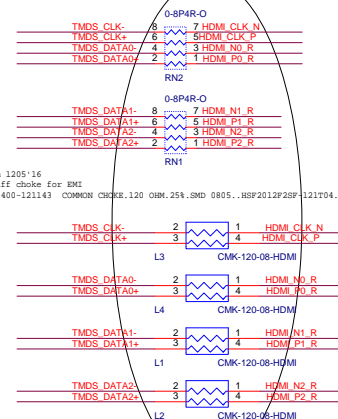 0-8P4R-O
TMDS_CLK- 8 7 HDMI_CLK_N
TMDS_CLK+ 6 5 HDMI_CLK_P
TMDS_DATA0- 4 3 HDMI_N0_R
TMDS_DATA0+ 2 1 HDMI_P0_R
RN2
0-8P4R-O
TMDS_DATA1- 8 7 HDMI_N1_R
TMDS_DATA1+ 6 5 HDMI_P1_R
TMDS_DATA2- 4 3 HDMI_N2_R
TMDS_DATA2+ 2 1 HDMI_P2_R
RN1
1205'16
ff choke for EMI
400-121143 COMMON CHOKE.120 OHM.25%.SMD 0805..HSF2012F2SF-121T04.
TMDS_CLK- 2 1 HDMI_CLK_N
TMDS_CLK+ 3 4 HDMI_CLK_P
L3 CMK-120-08-HDMI
TMDS_DATA0- 2 1 HDMI_N0_R
TMDS_DATA0+ 3 4 HDMI_P0_R
L4 CMK-120-08-HDMI
TMDS_DATA1- 2 1 HDMI_N1_R
TMDS_DATA1+ 3 4 HDMI_P1_R
L1 CMK-120-08-HDMI
TMDS_DATA2- 2 1 HDMI_N2_R
TMDS_DATA2+ 3 4 HDMI_P2_R
L2 CMK-120-08-HDMI